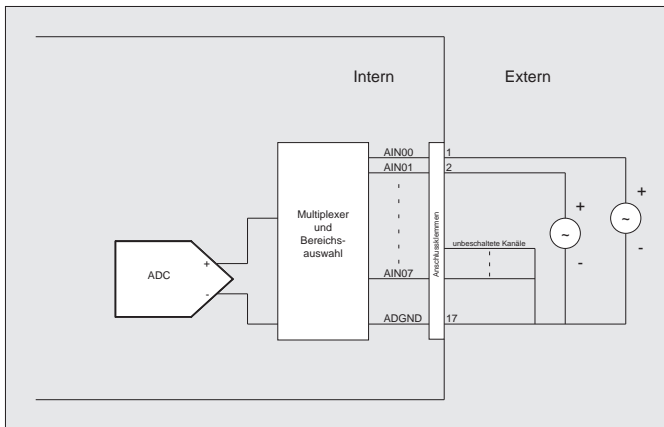 Intern
Extern
AIN00
1
AIN01
2
Multiplexer
und
Bereichs-
auswahl
ADC
+
-
Anschlussklemmen
unbeschaltete Kanäle
AIN07
ADGND
17
+
~
-
+
~
-